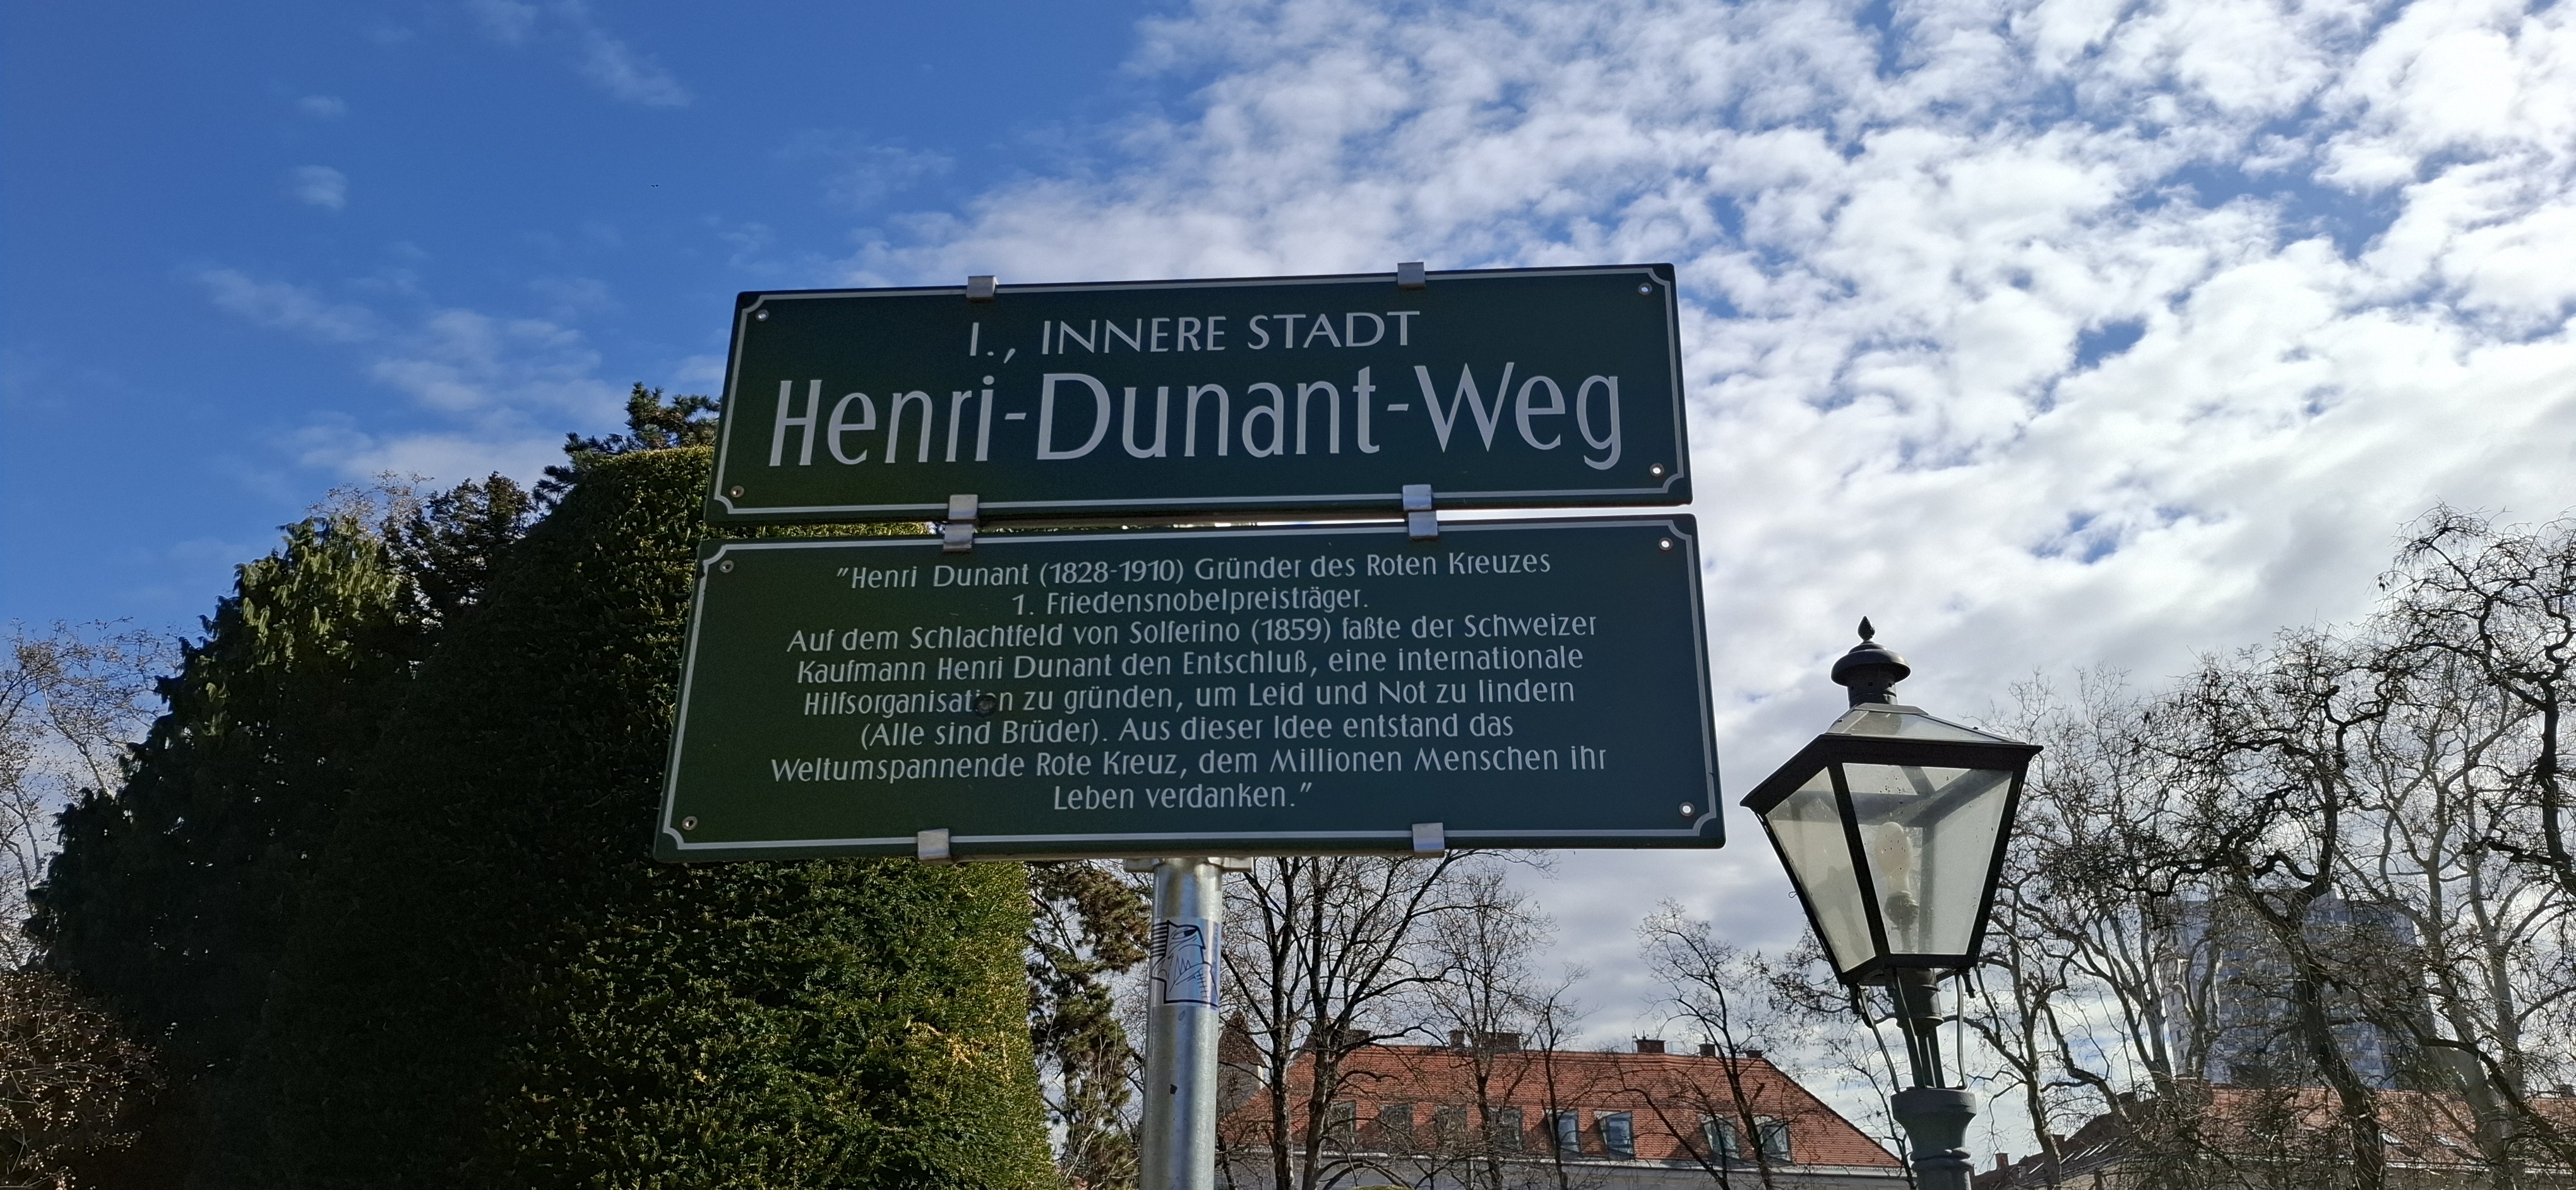 I., INNERE STADT
Henri-Dunant-Weg
"Henri Dunant (1828-1910) Gründer des Roten Kreuzes
1. Friedensnobelpreisträger.
Auf dem Schlachtfeld von Solferino (1859) faßte der Schweizer
Kaufmann Henri Dunant den Entschluß, eine internationale
Hilfsorganisation zu gründen, um Leid und Not zu lindern
(Alle sind Brüder). Aus dieser Idee entstand das
Weltumspannende Rote Kreuz, dem Millionen Menschen ihr
Leben verdanken."